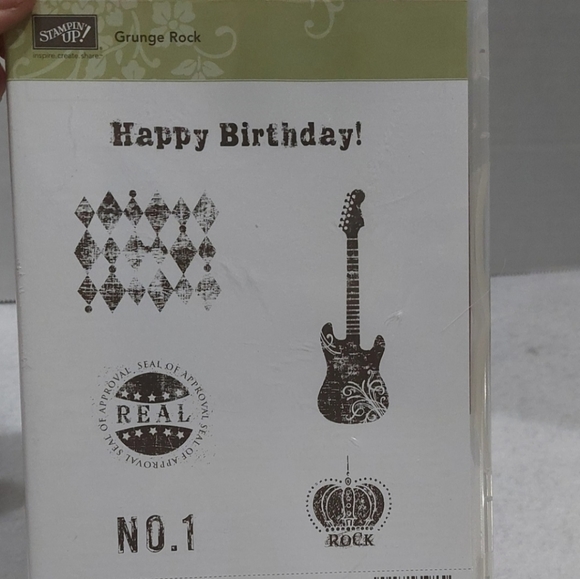 STAMPIN' UP!
inspire.create.share.
Grunge Rock
Happy Birthday!
SEAL OF APPROVAL SEAL OF APPROVAL SEAL OF APPROVAL
REAL
NO.1
ROCK